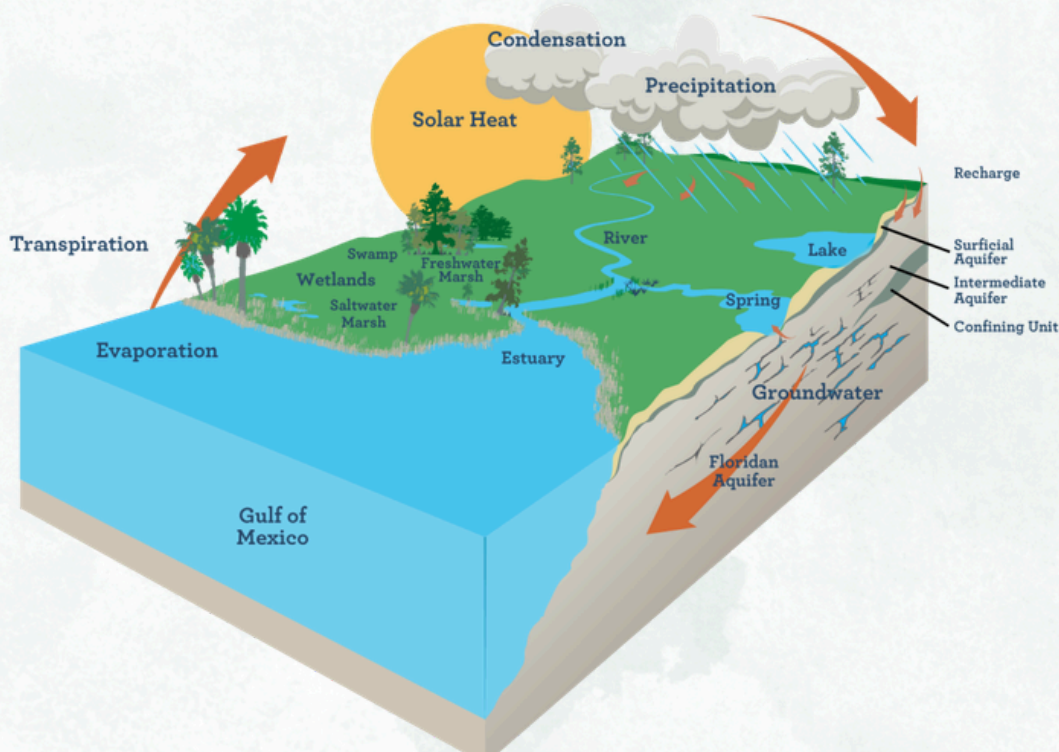 Condensation
Precipitation
Solar Heat
Recharge
Transpiration
River
Lake
Surficial
Aquifer
Swamp
Freshwater
Marsh
Wetlands
Intermediate
Aquifer
Saltwater
Marsh
Spring
Confining Unit
Evaporation
Estuary
Groundwater
Floridan
Aquifer
Gulf of
Mexico